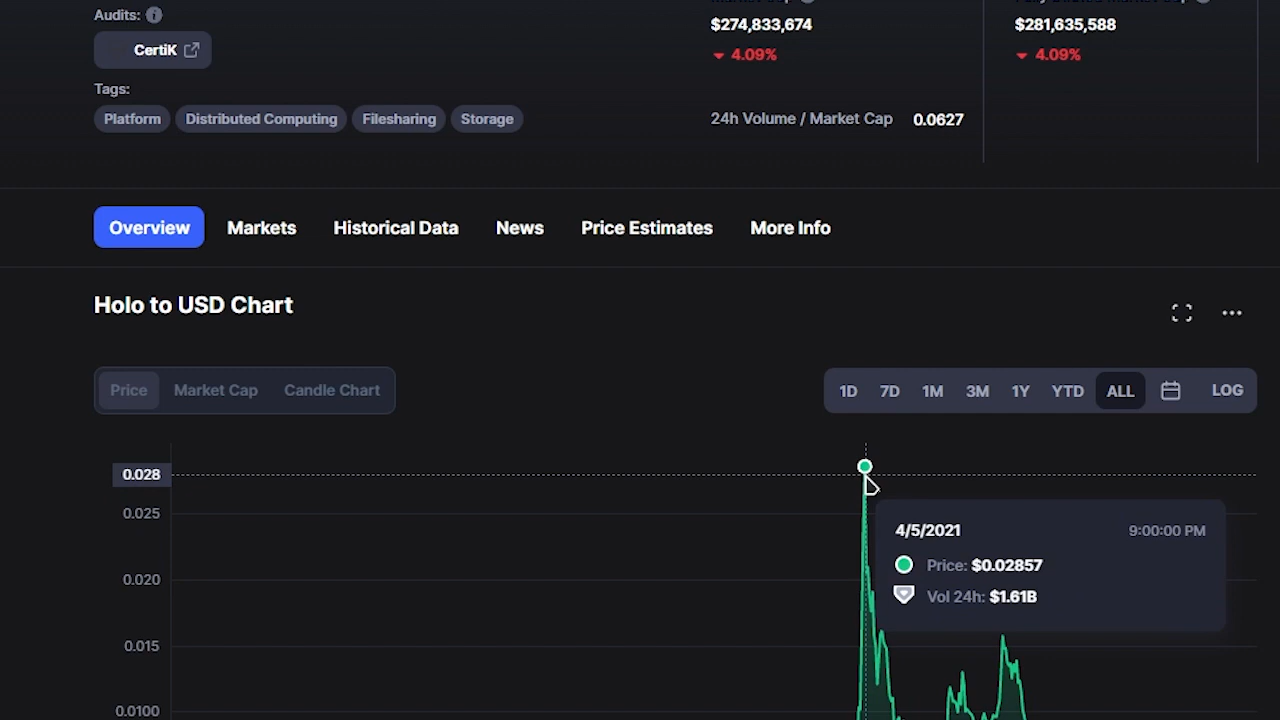 Audits:
$274,833,674
$281,635,588
CertiK
4.09%
4.09%
Tags:
Platform
Distributed Computing
Filesharing
Storage
24h Volume / Market Cap
0.0627
Overview
Markets
Historical Data
News
Price Estimates
More Info
Holo to USD Chart
Price
Market Cap
Candle Chart
1D
7D
1M
3M
1Y
YTD
ALL
LOG
0.028
0.025
4/5/2021
9:00:00 PM
Price: $0.02857
0.020
Vol 24h: $1.61B
0.015
0.0100